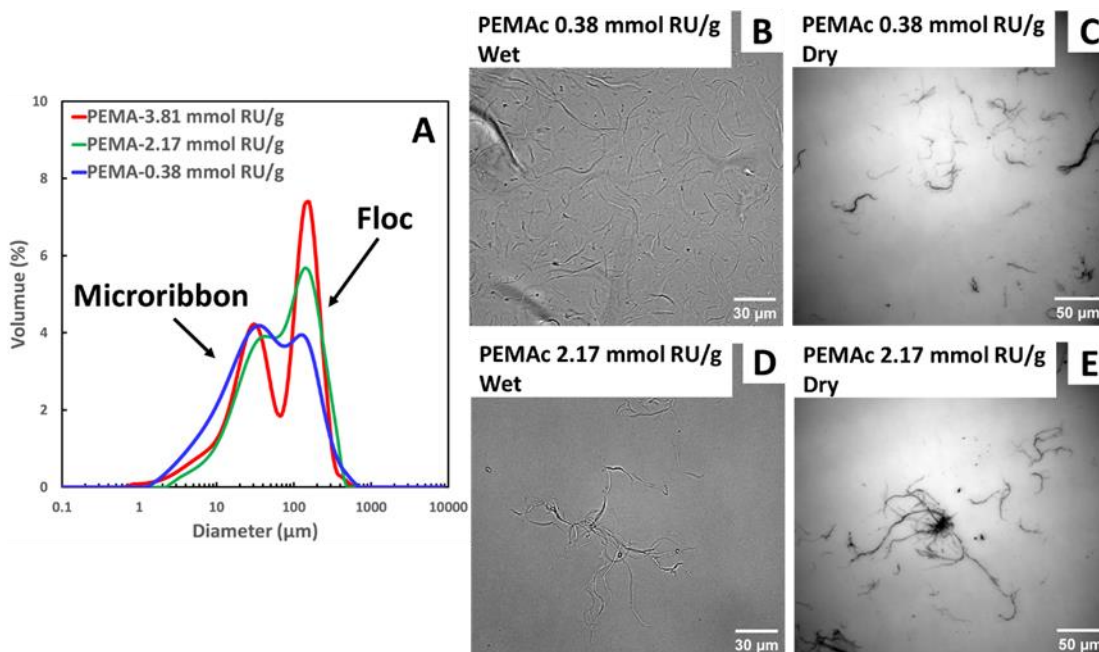 A
PEMA-3.81 mmol RU/g
PEMA-2.17 mmol RU/g
PEMA-0.38 mmol RU/g
Floc
Microribbon
Volumue (%)
10
8
6
4
2
0
0.1 1 10 100 1000 10000
Diameter (µm)
PEMAc 0.38 mmol RU/g
Wet
B
30 µm
PEMAc 0.38 mmol RU/g
Dry
C
50 µm
PEMAc 2.17 mmol RU/g
Wet
D
30 µm
PEMAc 2.17 mmol RU/g
Dry
E
50 µm